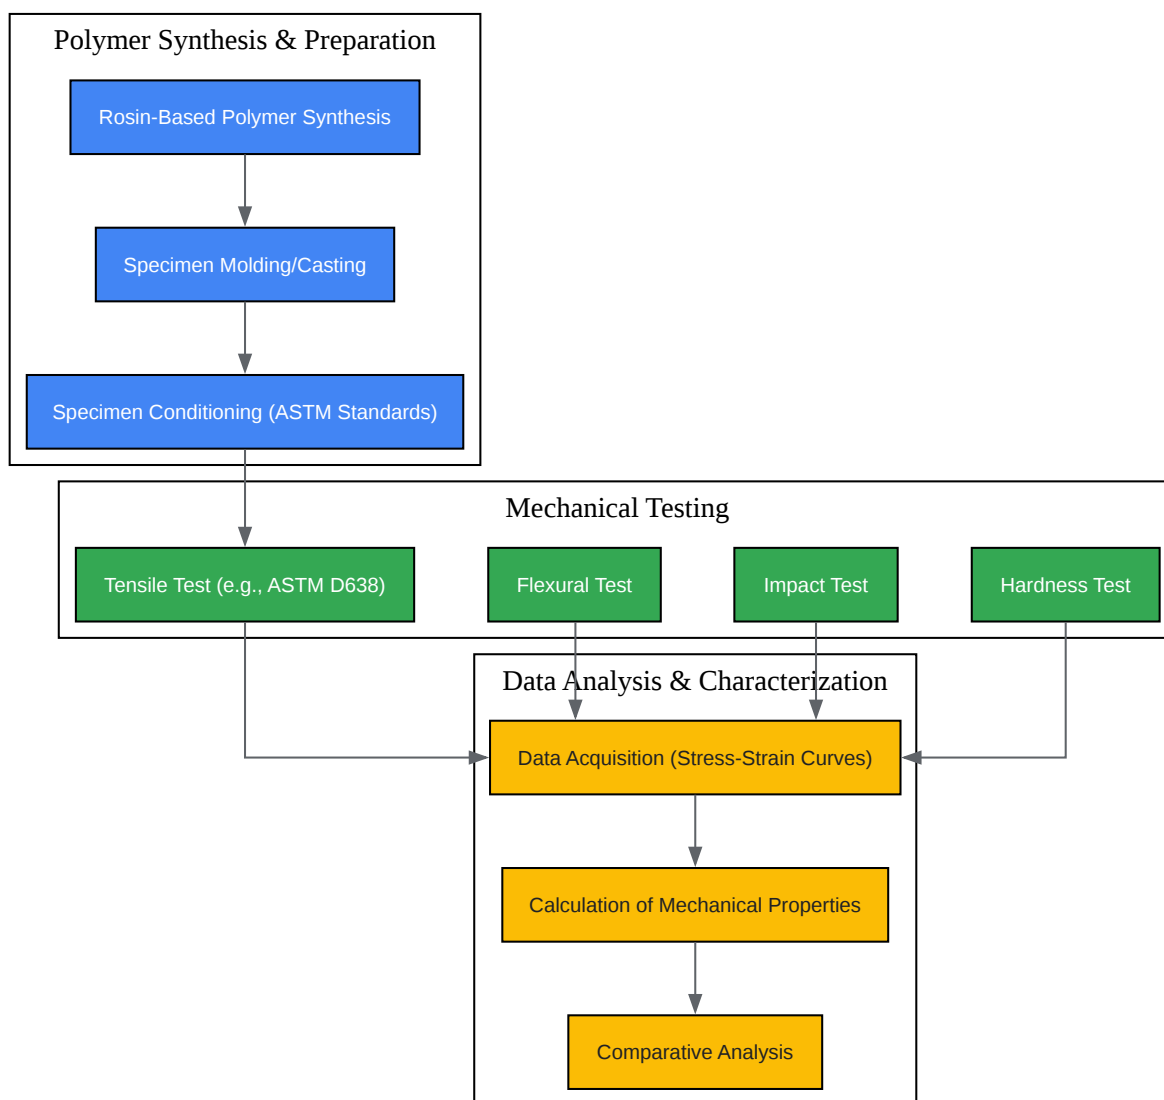 Polymer Synthesis & Preparation
Rosin-Based Polymer Synthesis
Specimen Molding/Casting
Specimen Conditioning (ASTM Standards)
Mechanical Testing
Tensile Test (e.g., ASTM D638)
Flexural Test
Impact Test
Hardness Test
Data Analysis & Characterization
Data Acquisition (Stress-Strain Curves)
Calculation of Mechanical Properties
Comparative Analysis